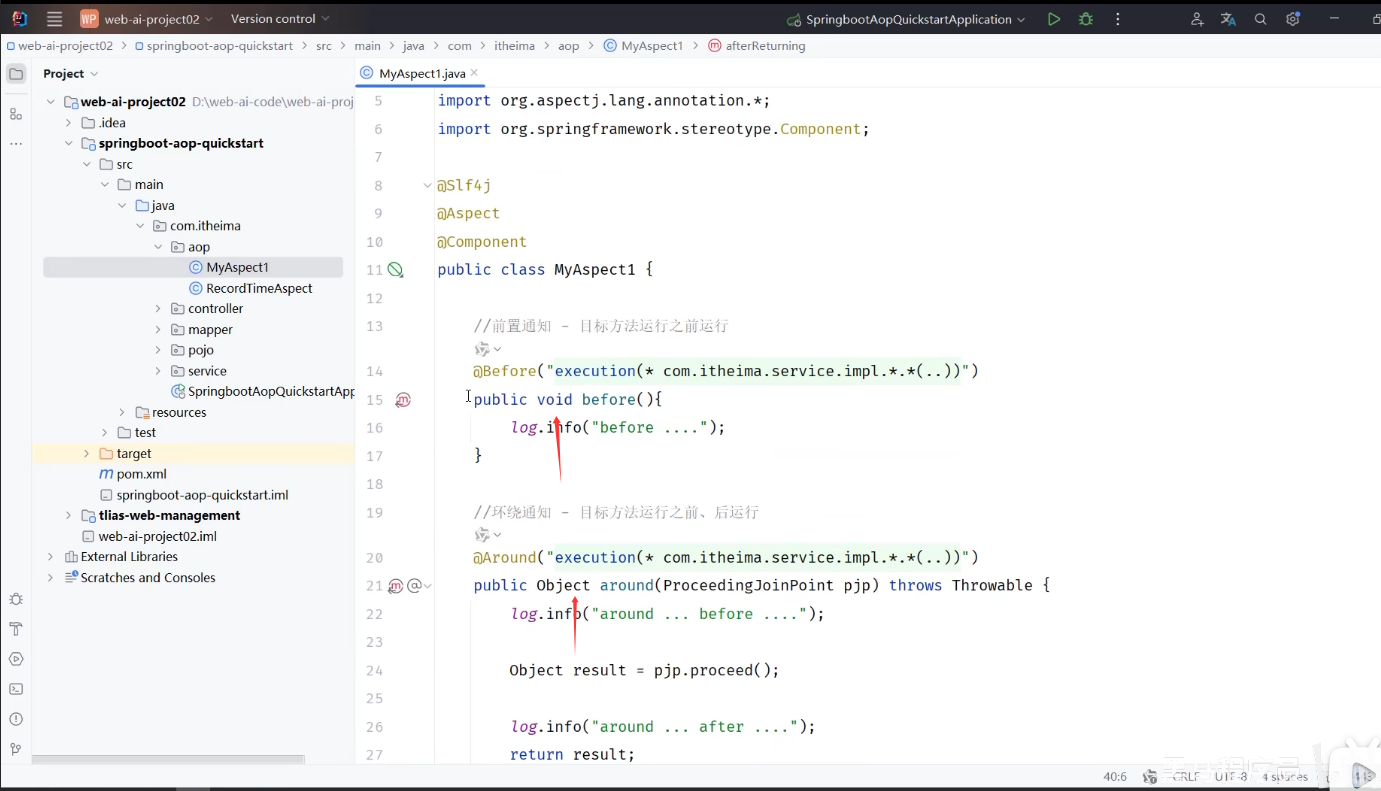 WP web-ai-project02 Version control SpringbootAopQuickstartApplication
web-ai-project02 springboot-aop-quickstart src main java com itheima aop MyAspect1 afterReturning
Project
MyAspect1.java
web-ai-project02 D:\web-ai-code\web-ai-proj
.idea
springboot-aop-quickstart
src
main
java
com.itheima
aop
MyAspect1
RecordTimeAspect
controller
mapper
pojo
service
SpringbootAopQuickstartApp
resources
test
target
pom.xml
springboot-aop-quickstart.iml
tlias-web-management
web-ai-project02.iml
External Libraries
Scratches and Consoles
5 import org.aspectj.lang.annotation.*;
6 import org.springframework.stereotype.Component;
7
8 @Slf4j
9 @Aspect
10 @Component
11 public class MyAspect1 {
12
13 //前置通知 - 目标方法运行之前运行
14 @Before("execution(* com.itheima.service.impl.*.*(..))")
15 public void before(){
16 log.info("before ....");
17 }
18
19 //环绕通知 - 目标方法运行之前、后运行
20 @Around("execution(* com.itheima.service.impl.*.*(..))")
21 public Object around(ProceedingJoinPoint pjp) throws Throwable {
22 log.info("around ... before ....");
23
24 Object result = pjp.proceed();
25
26 log.info("around ... after ....");
27 return result;
40:6 CRLF UTF-8 4 spaces